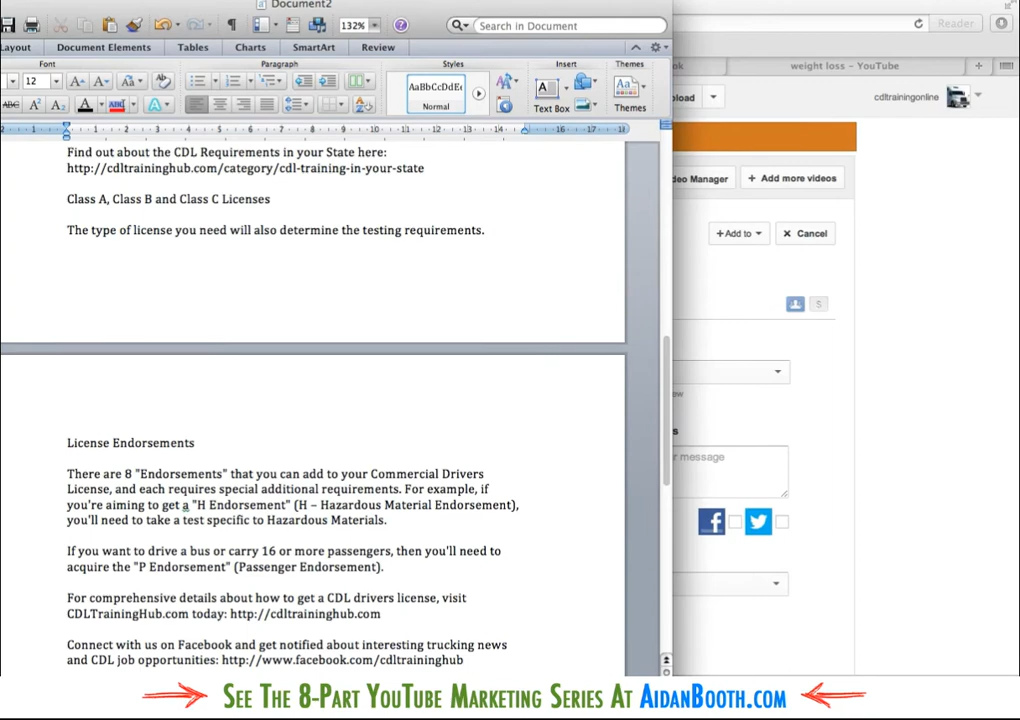 Document2
132%
Search in Document
Reader
Layout
Document Elements
Tables
Charts
SmartArt
Review
weight loss – YouTube
Font
Paragraph
Styles
Insert
Themes
12
AaBbCcDdEe
Normal
Text Box
Themes
cdltrainingonline
Find out about the CDL Requirements in your State here:
http://cdltraininghub.com/category/cdl-training-in-your-state
Class A, Class B and Class C Licenses
The type of license you need will also determine the testing requirements.
License Endorsements
There are 8 "Endorsements" that you can add to your Commercial Drivers
License, and each requires special additional requirements. For example, if
you're aiming to get a "H Endorsement" (H – Hazardous Material Endorsement),
you'll need to take a test specific to Hazardous Materials.
If you want to drive a bus or carry 16 or more passengers, then you'll need to
acquire the "P Endorsement" (Passenger Endorsement).
For comprehensive details about how to get a CDL drivers license, visit
CDLTrainingHub.com today: http://cdltraininghub.com
Connect with us on Facebook and get notified about interesting trucking news
and CDL job opportunities: http://www.facebook.com/cdltraininghub
deo Manager
+ Add more videos
+ Add to
× Cancel
r message
SEE THE 8-PART YOUTUBE MARKETING SERIES AT AIDANBOOTH.COM